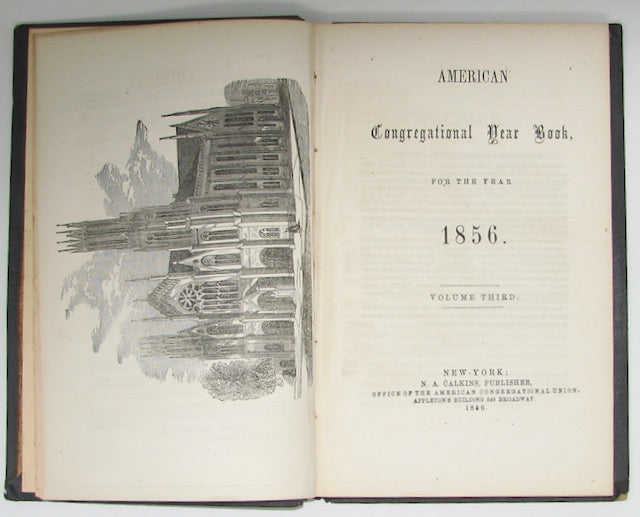 AMERICAN
Congregational Year Book,
FOR THE YEAR
1856.
VOLUME THIRD.
NEW-YORK:
N. A. CALKINS, PUBLISHER,
OFFICE OF THE AMERICAN CONGREGATIONAL UNION,
APPLETONS BUILDING 348 BROADWAY.
1856.